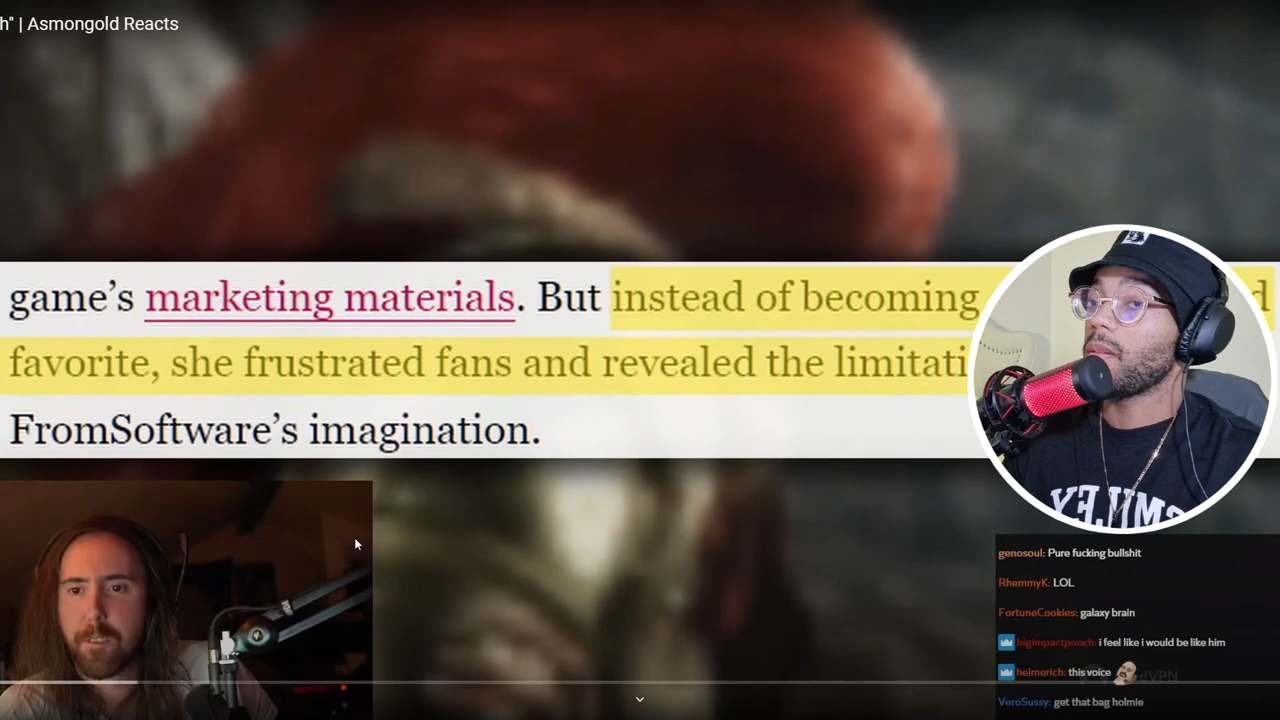 h" | Asmongold Reacts
game’s marketing materials. But instead of becoming d
favorite, she frustrated fans and revealed the limitati
FromSoftware’s imagination.
genosoul: Pure fucking bullshit
RhemmyK: LOL
FortuneCookies: galaxy brain
bigimpactpooch: i feel like i would be like him
helmerich: this voice
VeroSussy: get that bag holmie